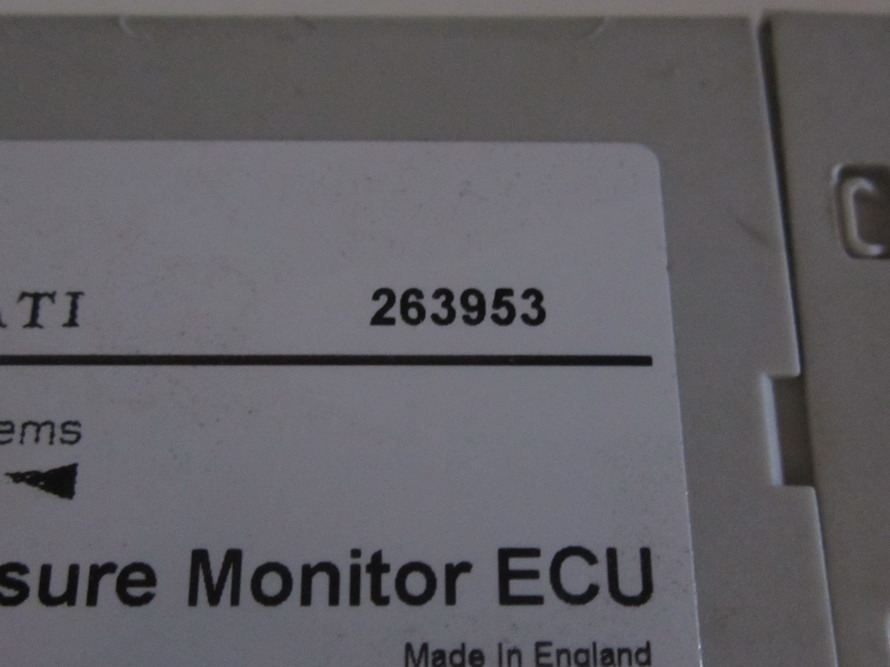 ATI 263953
ems
sure Monitor ECU
Made In England